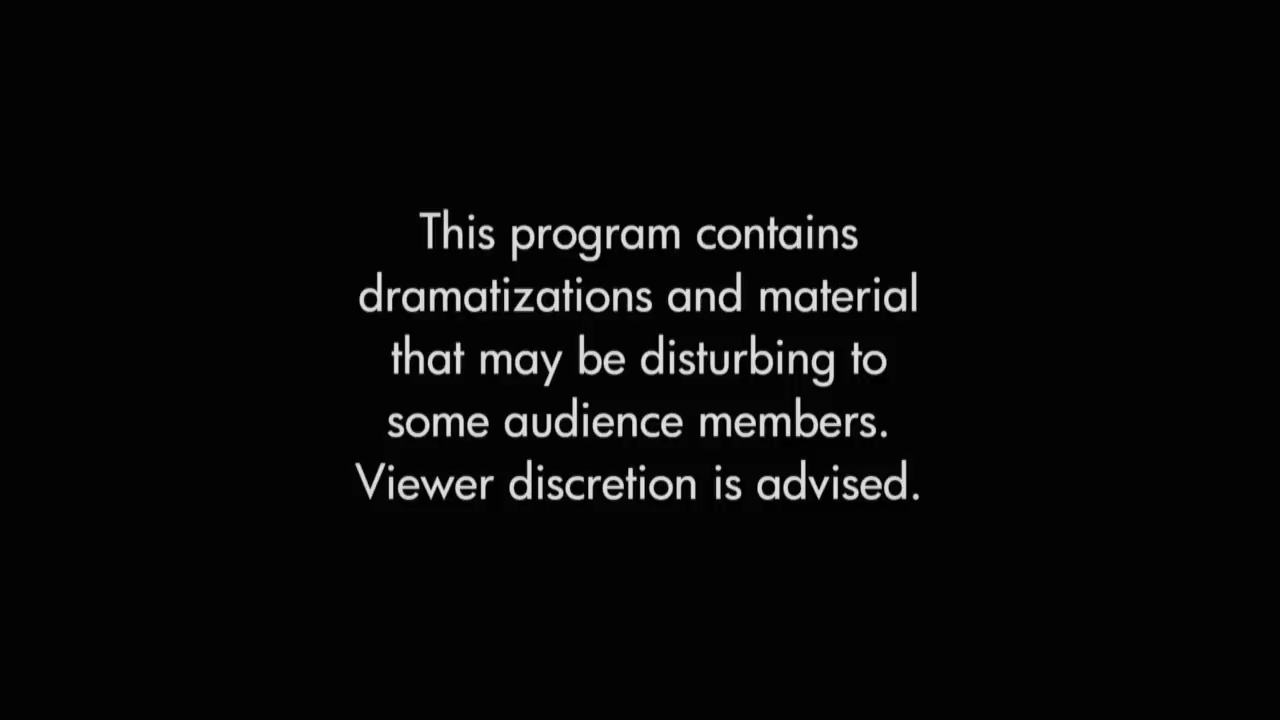 This program contains
dramatizations and material
that may be disturbing to
some audience members.
Viewer discretion is advised.